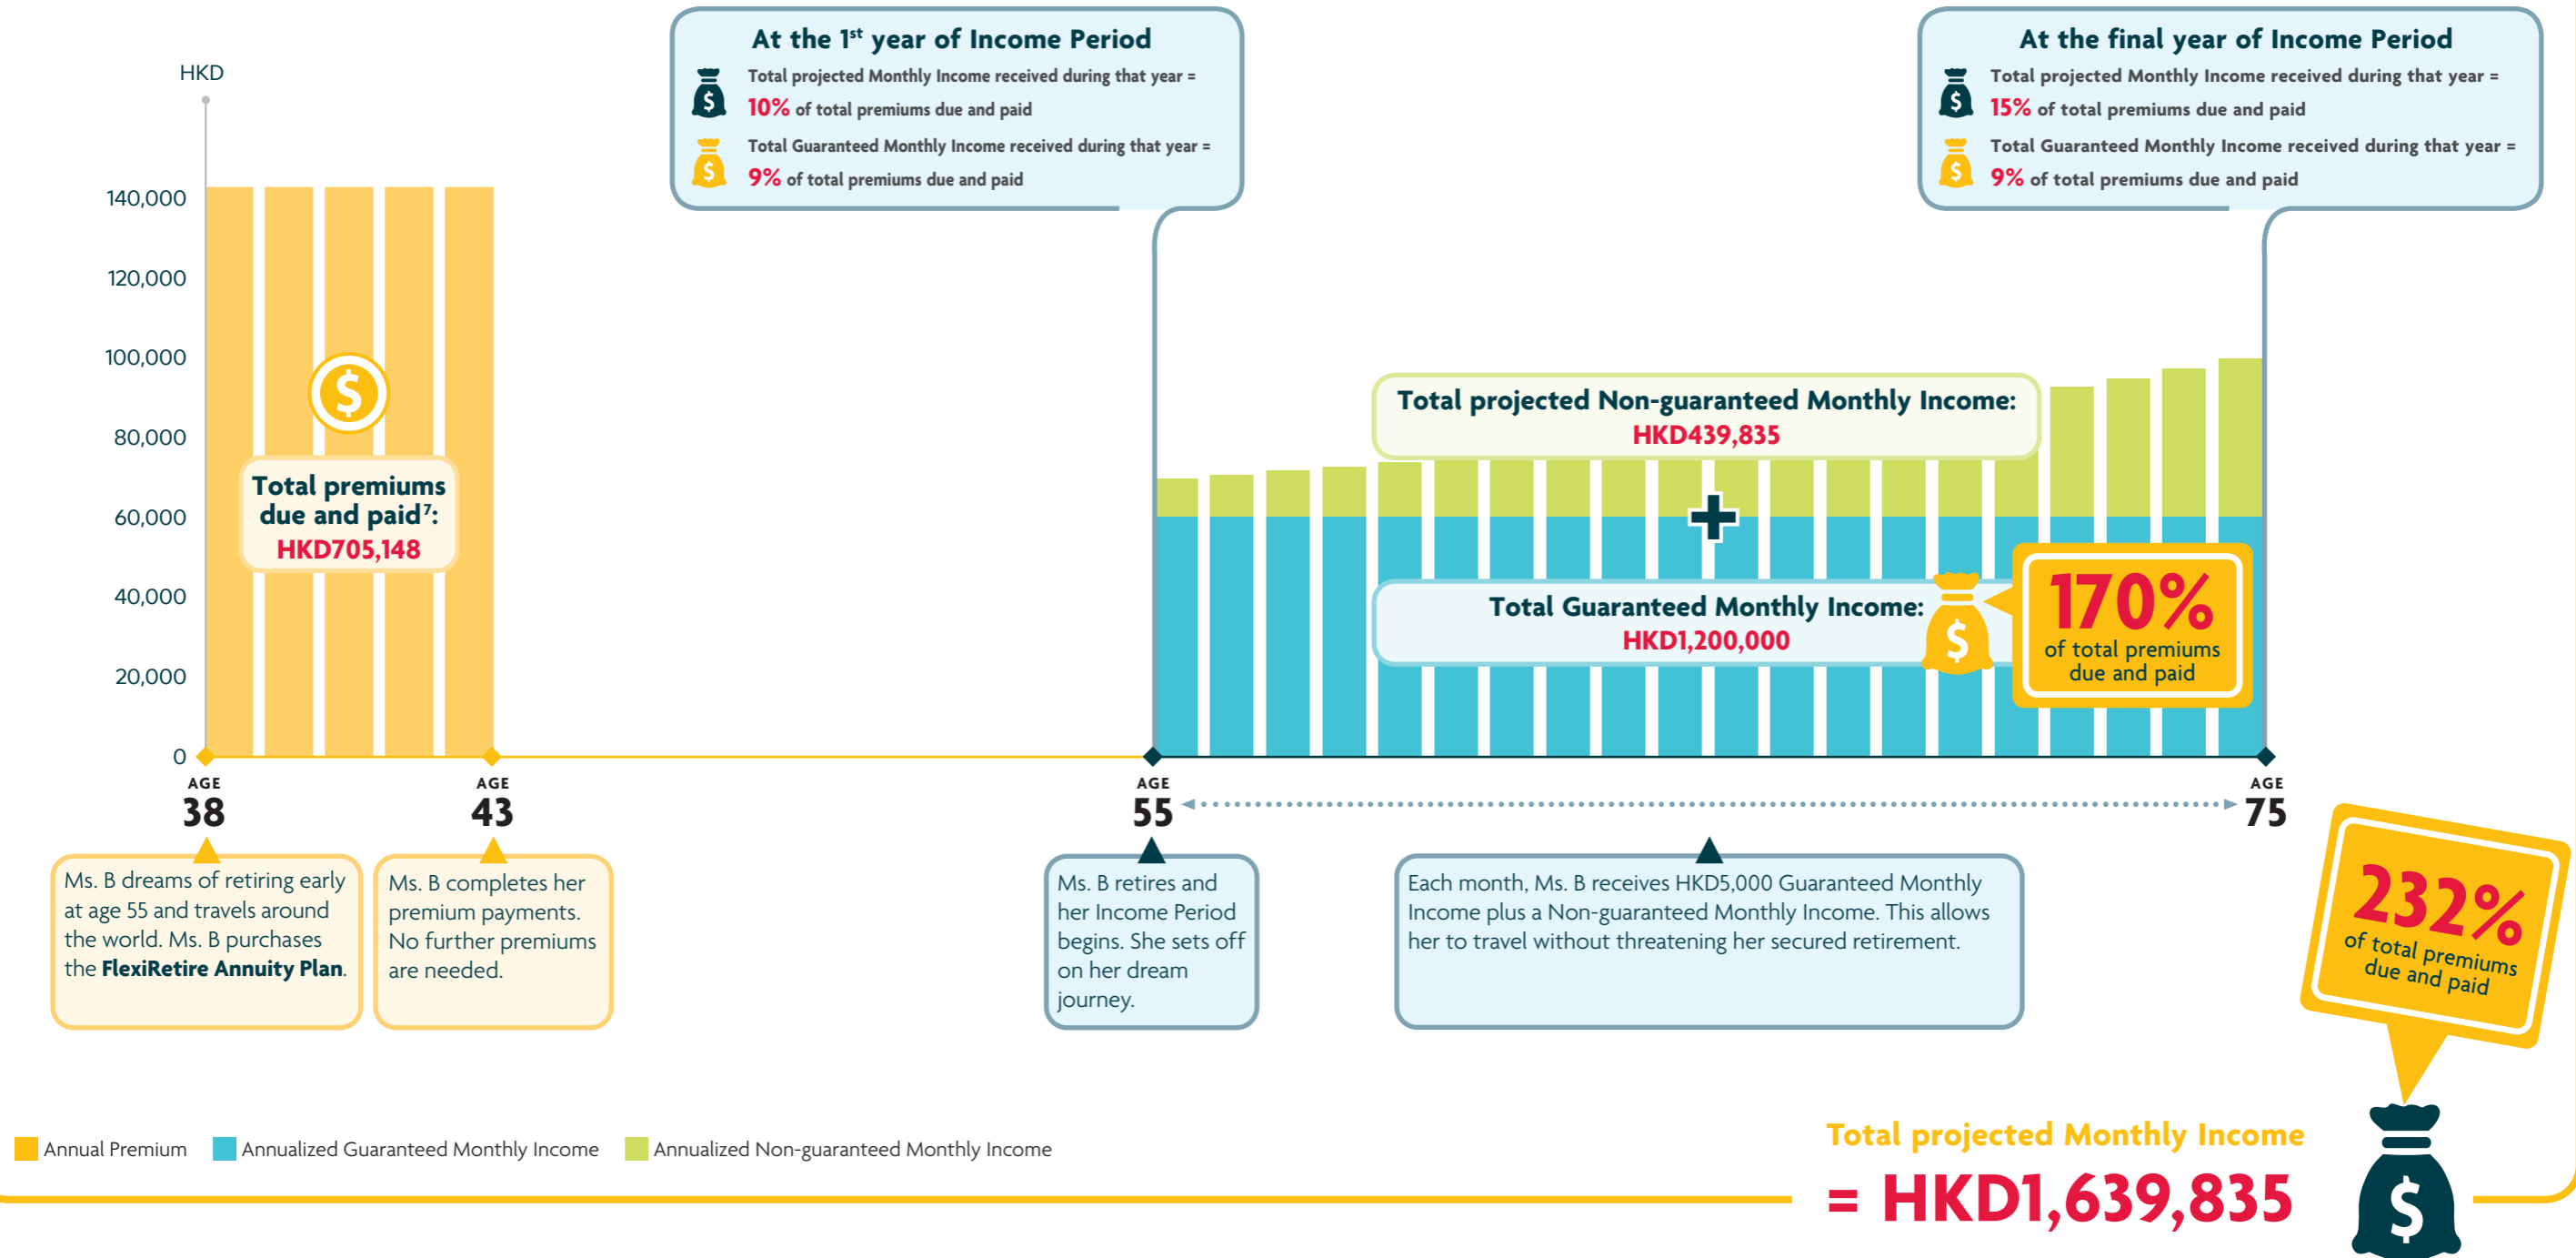 At the 1st year of Income Period
Total projected Monthly Income received during that year =
10% of total premiums due and paid
Total Guaranteed Monthly Income received during that year =
9% of total premiums due and paid
At the final year of Income Period
Total projected Monthly Income received during that year =
15% of total premiums due and paid
Total Guaranteed Monthly Income received during that year =
9% of total premiums due and paid
HKD
140,000
120,000
100,000
80,000
60,000
40,000
20,000
0
$
Total premiums
due and paid7:
HKD705,148
Total projected Non-guaranteed Monthly Income:
HKD439,835
+
Total Guaranteed Monthly Income:
HKD1,200,000
170%
of total premiums
due and paid
AGE
38
AGE
43
AGE
55
AGE
75
Ms. B dreams of retiring early
at age 55 and travels around
the world. Ms. B purchases
the FlexiRetire Annuity Plan.
Ms. B completes her
premium payments.
No further premiums
are needed.
Ms. B retires and
her Income Period
begins. She sets off
on her dream
journey.
Each month, Ms. B receives HKD5,000 Guaranteed Monthly
Income plus a Non-guaranteed Monthly Income. This allows
her to travel without threatening her secured retirement.
232%
of total premiums
due and paid
Annual Premium
Annualized Guaranteed Monthly Income
Annualized Non-guaranteed Monthly Income
Total projected Monthly Income
= HKD1,639,835